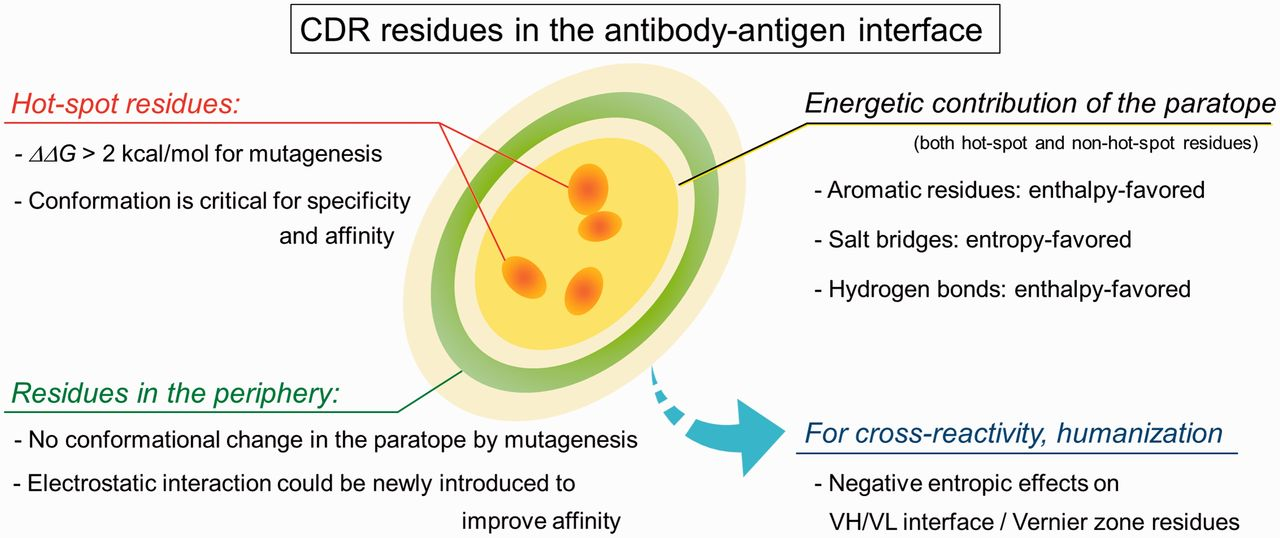 CDR residues in the antibody-antigen interface
Hot-spot residues:
- ΔΔG > 2 kcal/mol for mutagenesis
- Conformation is critical for specificity
and affinity
Energetic contribution of the paratope
(both hot-spot and non-hot-spot residues)
- Aromatic residues: enthalpy-favored
- Salt bridges: entropy-favored
- Hydrogen bonds: enthalpy-favored
Residues in the periphery:
- No conformational change in the paratope by mutagenesis
- Electrostatic interaction could be newly introduced to
improve affinity
For cross-reactivity, humanization
- Negative entropic effects on
VH/VL interface / Vernier zone residues